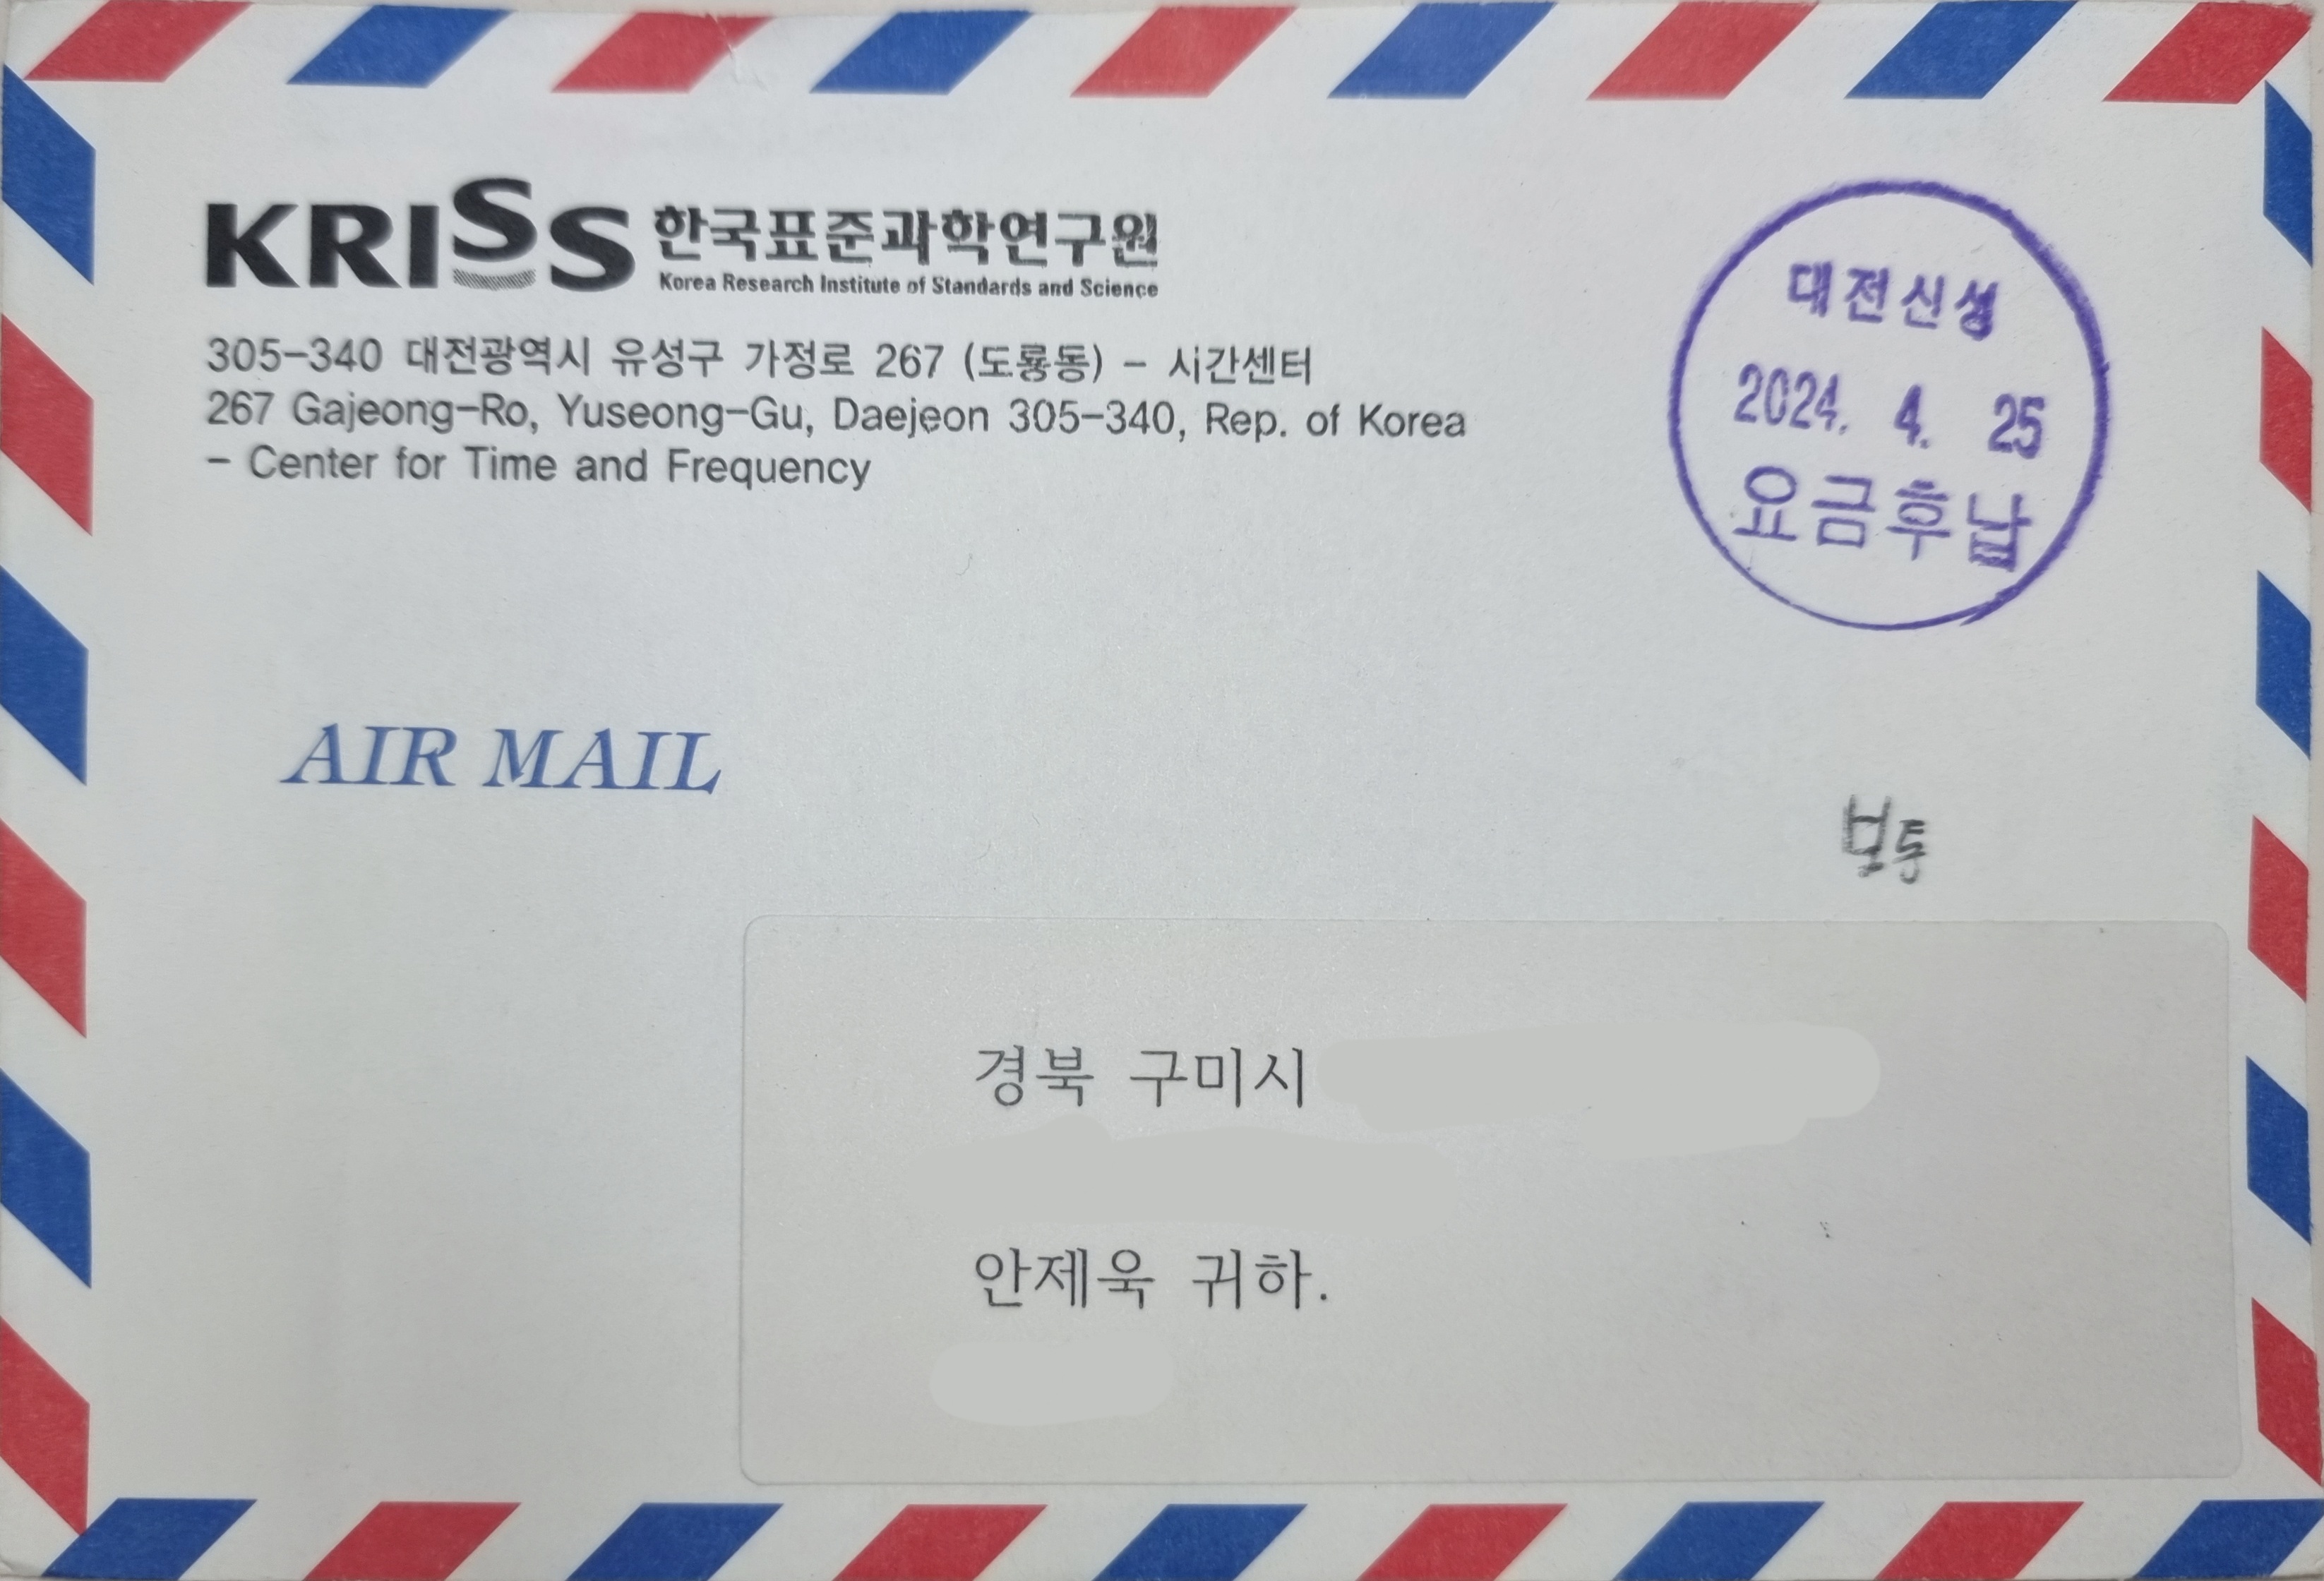 KRISS 한국표준과학연구원
Korea Research Institute of Standards and Science
305-340 대전광역시 유성구 가정로 267 (도룡동) - 시간센터
267 Gajeong-Ro, Yuseong-Gu, Daejeon 305-340, Rep. of Korea
- Center for Time and Frequency
대전신성
2024. 4. 25
요금후납
AIR MAIL
보통
경북 구미시
안제욱 귀하.